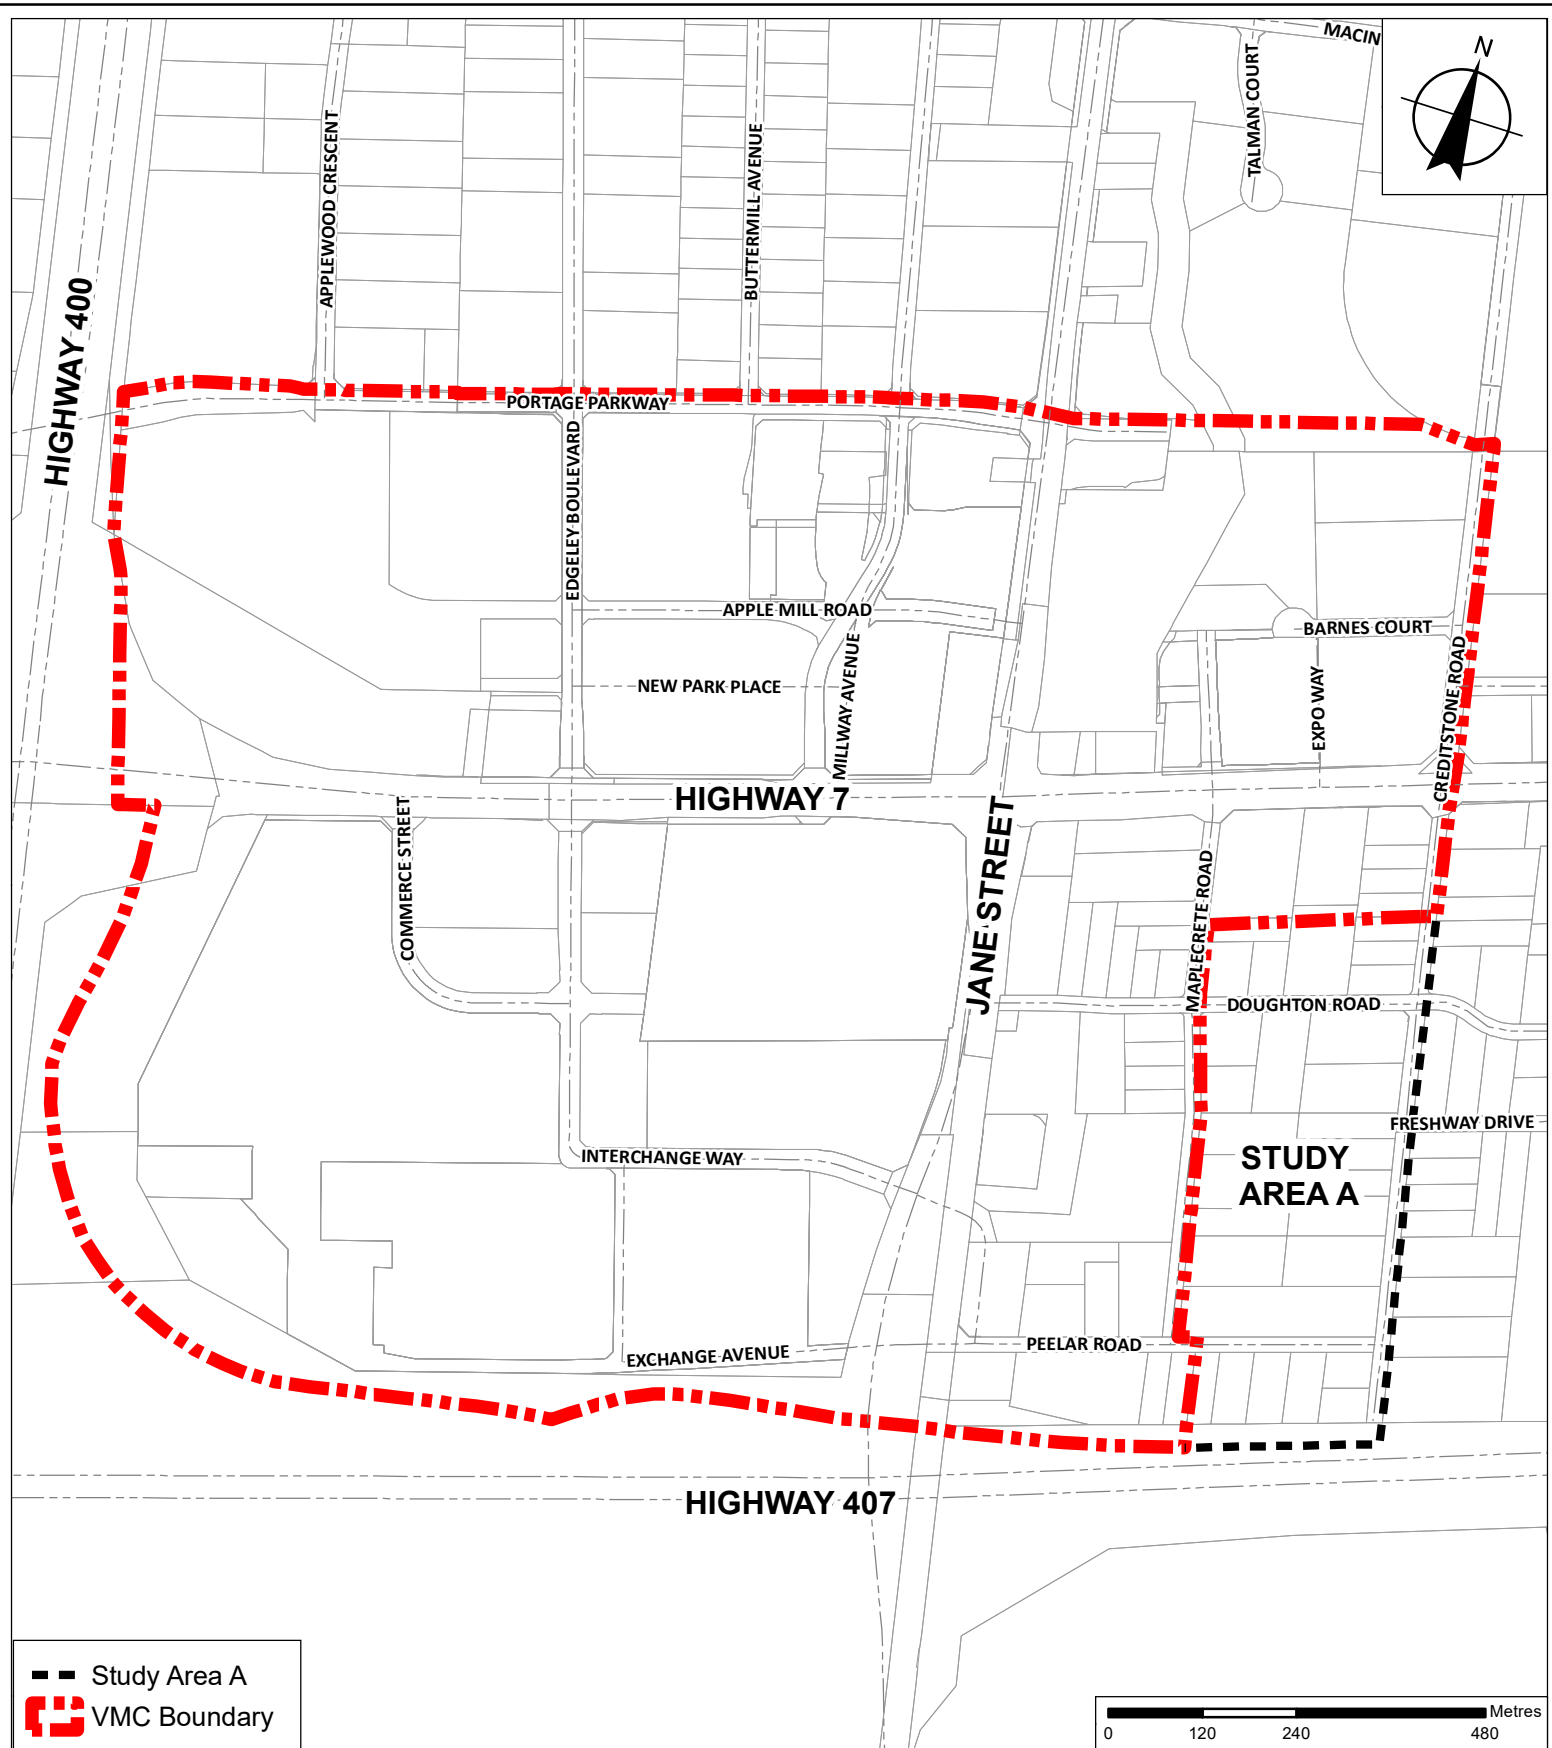 MACIN
N
TALMAN COURT
APPLEWOOD CRESCENT
BUTTERMILL AVENUE
HIGHWAY 400
PORTAGE PARKWAY
EDGELEY BOULEVARD
APPLE MILL ROAD
BARNES COURT
CREDITSTONE ROAD
NEW PARK PLACE
MILLWAY AVENUE
EXPO WAY
HIGHWAY 7
COMMERCE STREET
JANE STREET
MAPLECRETE ROAD
DOUGHTON ROAD
FRESHWAY DRIVE
INTERCHANGE WAY
STUDY
AREA A
EXCHANGE AVENUE
PEELAR ROAD
HIGHWAY 407
Study Area A
VMC Boundary
Metres
0 120 240 480